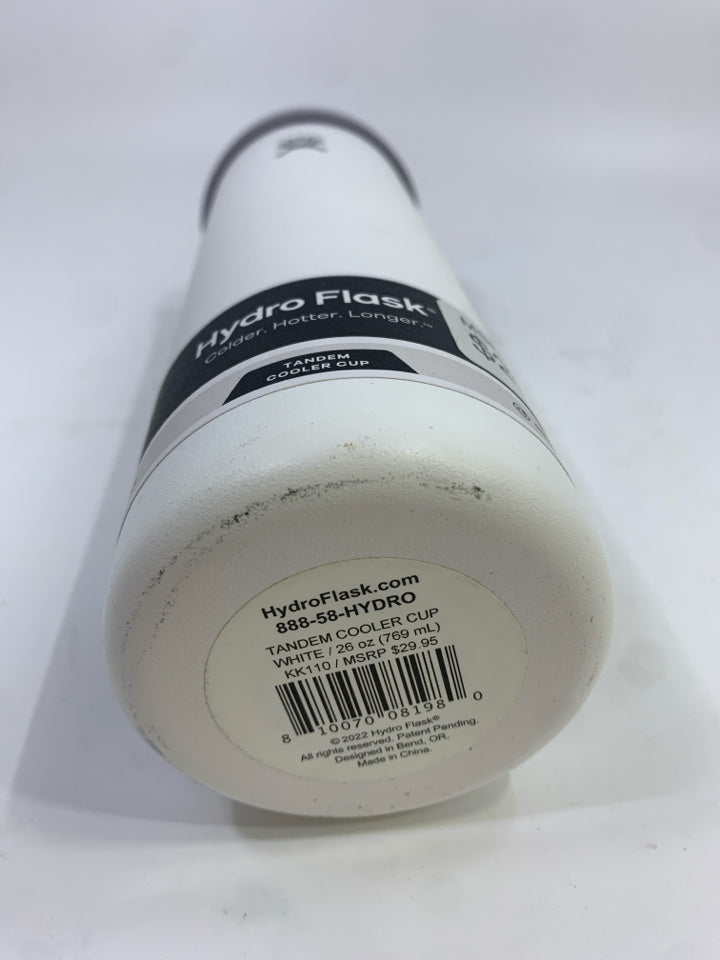 Hydro Flask®
Colder. Hotter. Longer.™
TANDEM
COOLER CUP
HydroFlask.com
888-58-HYDRO
TANDEM COOLER CUP
WHITE / 26 oz (769 mL)
KK110 / MSRP $29.95
8 10070 08198 0
© 2022 Hydro Flask®
All rights reserved. Patent Pending.
Designed in Bend, OR.
Made in China.